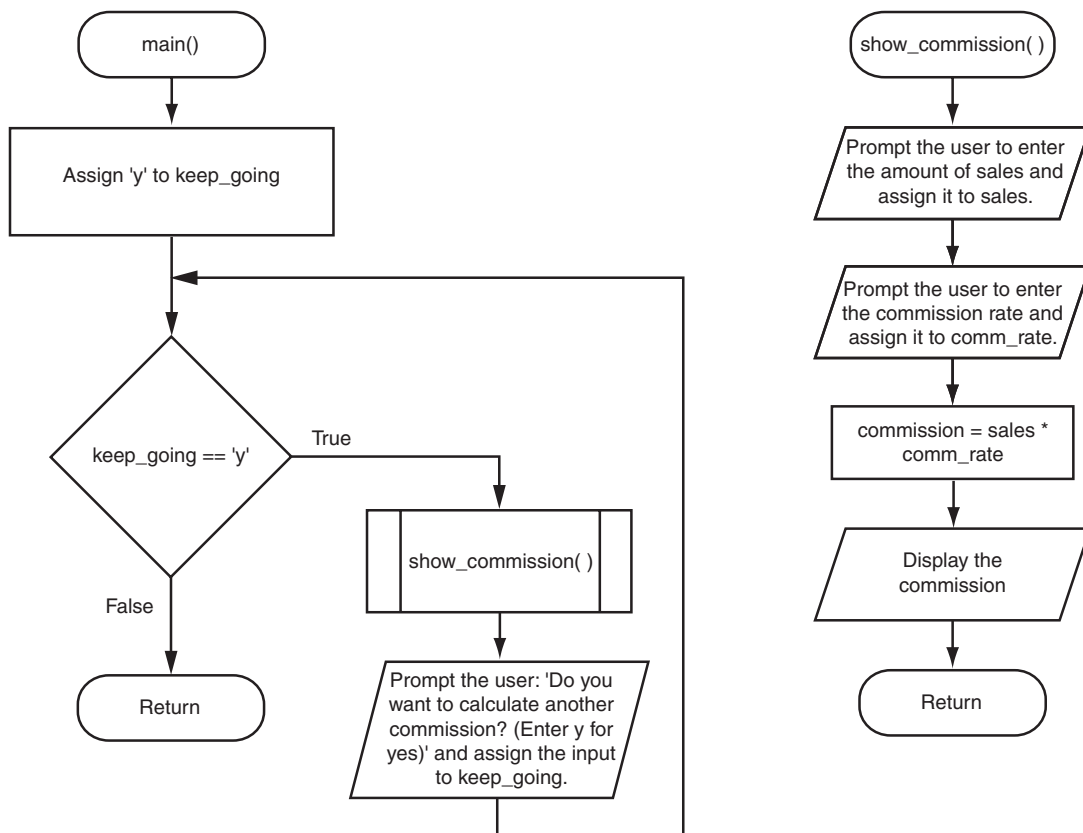 main()
Assign 'y' to keep_going
keep_going == 'y'
True
False
show_commission( )
Prompt the user: 'Do you
want to calculate another
commission? (Enter y for
yes)' and assign the input
to keep_going.
Return
show_commission( )
Prompt the user to enter
the amount of sales and
assign it to sales.
Prompt the user to enter
the commission rate and
assign it to comm_rate.
commission = sales *
comm_rate
Display the
commission
Return